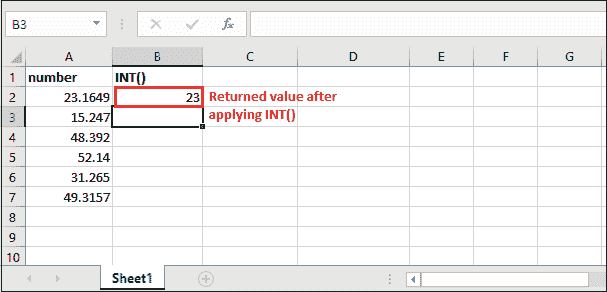 B3
fx
A B C D E F G
1 number INT()
2 23.1649 23 Returned value after
3 15.247 applying INT()
4 48.392
5 52.14
6 31.265
7 49.3157
8
9
10
Sheet1